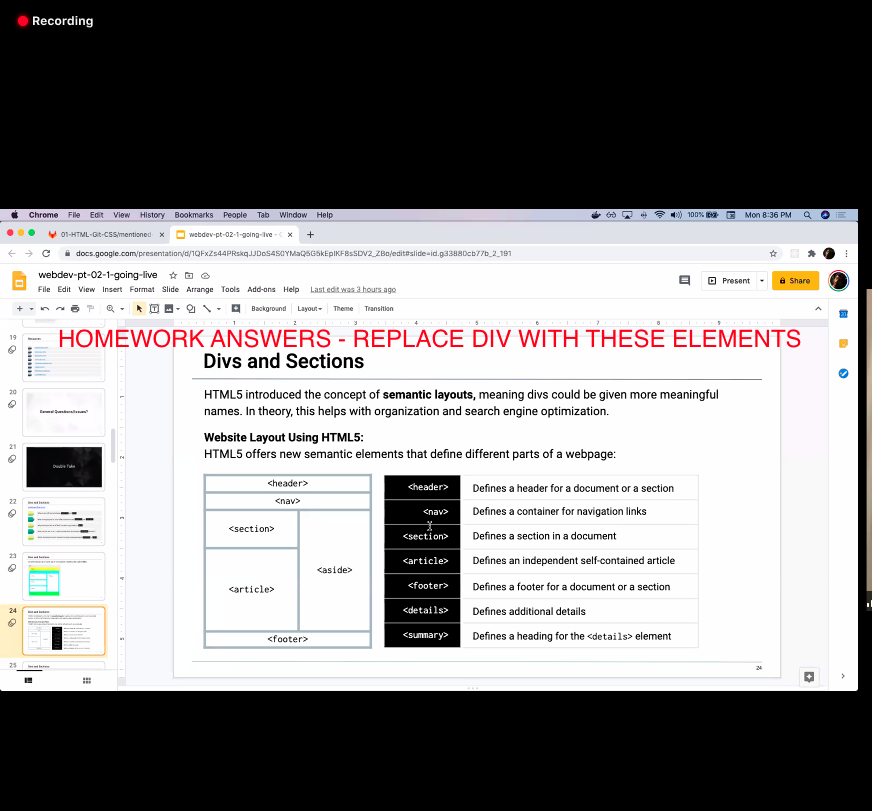 Recording
Chrome File Edit View History Bookmarks People Tab Window Help 100% Mon 8:36 PM
01-HTML-Git-CSS/mentioned × webdev-pt-02-1-going-live - × +
docs.google.com/presentation/d/
webdev-pt-02-1-going-live
File Edit View Insert Format Slide Arrange Tools Add-ons Help Last edit was 3 hours ago
Present Share
Background Layout Theme Transition
HOMEWORK ANSWERS - REPLACE DIV WITH THESE ELEMENTS
Divs and Sections
HTML5 introduced the concept of semantic layouts, meaning divs could be given more meaningful
names. In theory, this helps with organization and search engine optimization.
Website Layout Using HTML5:
HTML5 offers new semantic elements that define different parts of a webpage:
<header>
<nav>
<section>
<article>
<aside>
<footer>
<header> Defines a header for a document or a section
<nav> Defines a container for navigation links
<section> Defines a section in a document
<article> Defines an independent self-contained article
<footer> Defines a footer for a document or a section
<details> Defines additional details
<summary> Defines a heading for the <details> element
24
19
20
General Questions/Issues?
21
Double Take
22
23
24
25